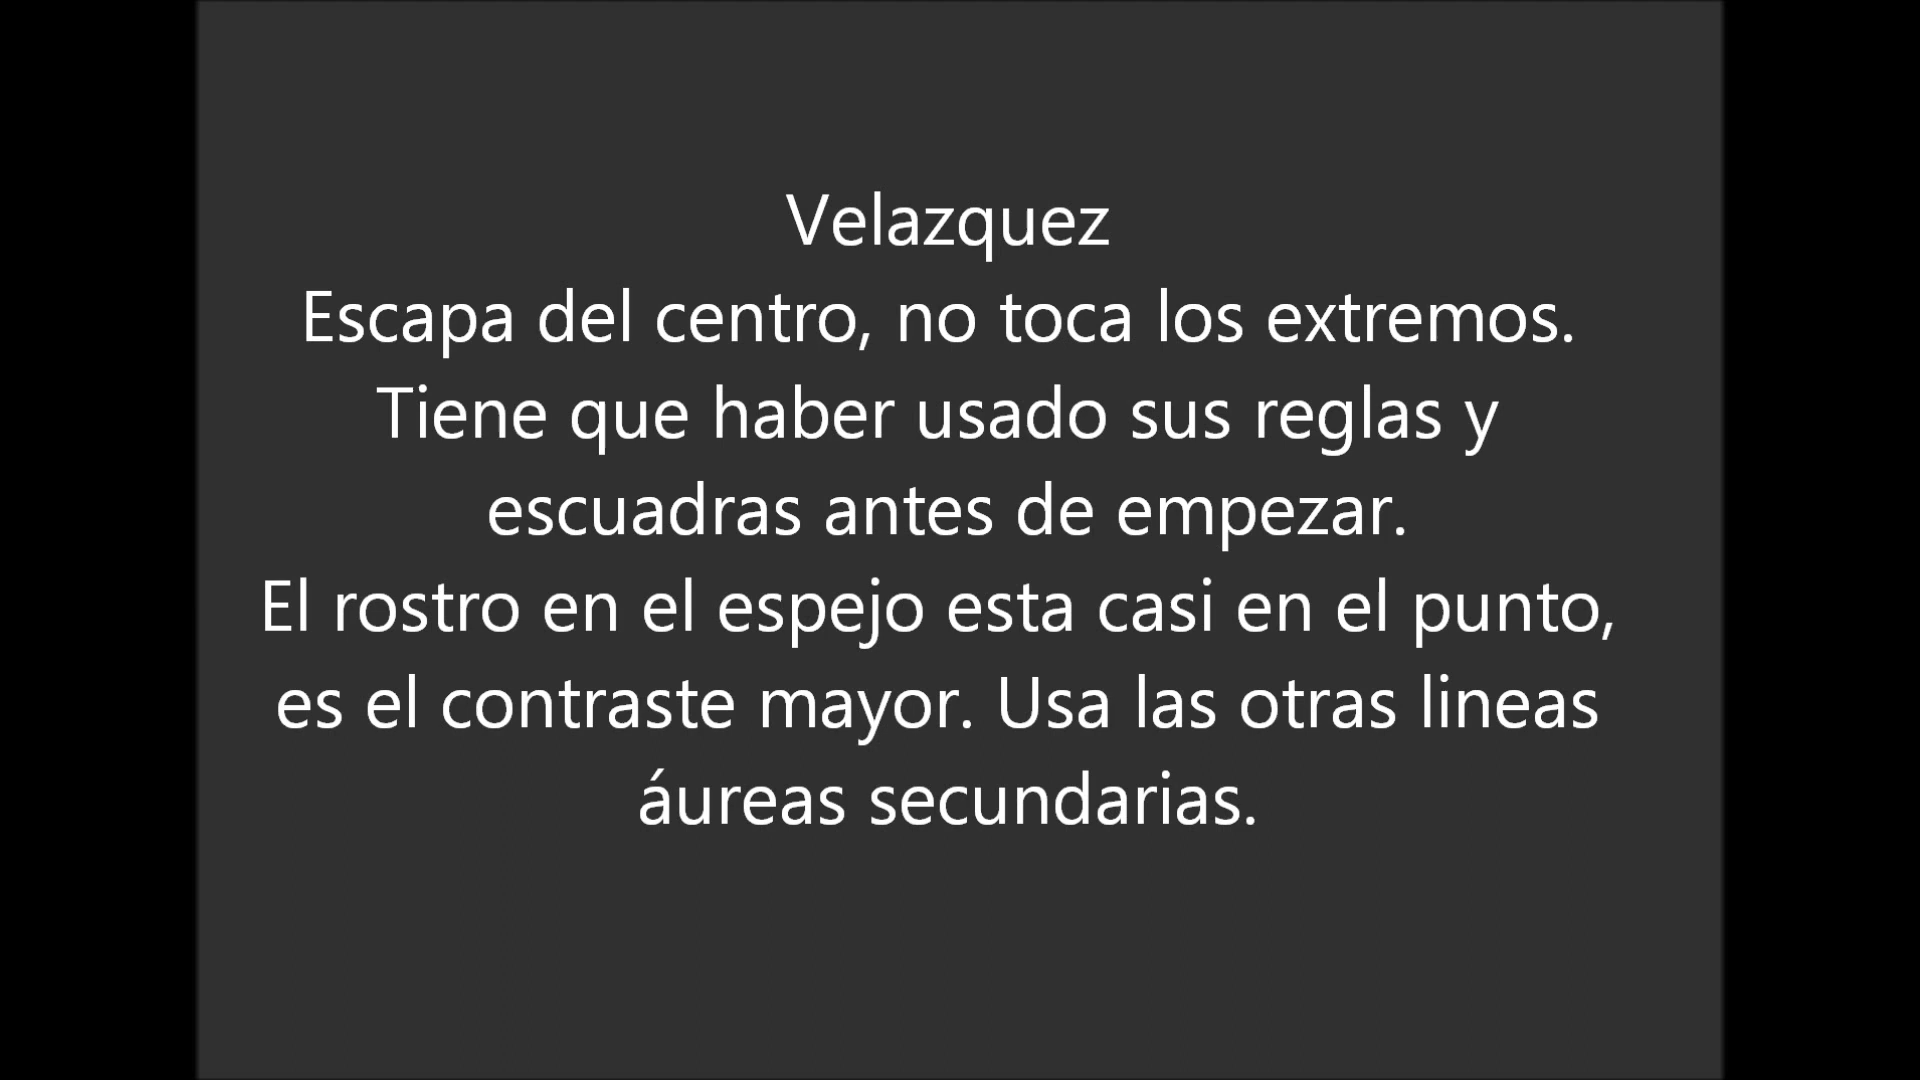 Velazquez
Escapa del centro, no toca los extremos.
Tiene que haber usado sus reglas y
escuadras antes de empezar.
El rostro en el espejo esta casi en el punto,
es el contraste mayor. Usa las otras lineas
áureas secundarias.